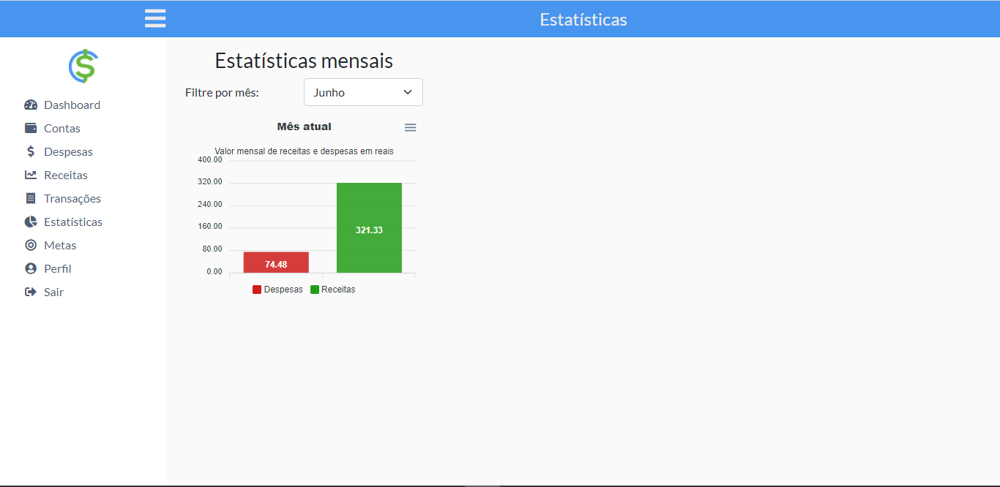 Estatísticas
Dashboard
Contas
Despesas
Receitas
Transações
Estatísticas
Metas
Perfil
Sair
Estatísticas mensais
Filtre por mês:
Junho
Mês atual
Valor mensal de receitas e despesas em reais
400.00
320.00
240.00
160.00
80.00
0.00
74.48
321.33
Despesas Receitas